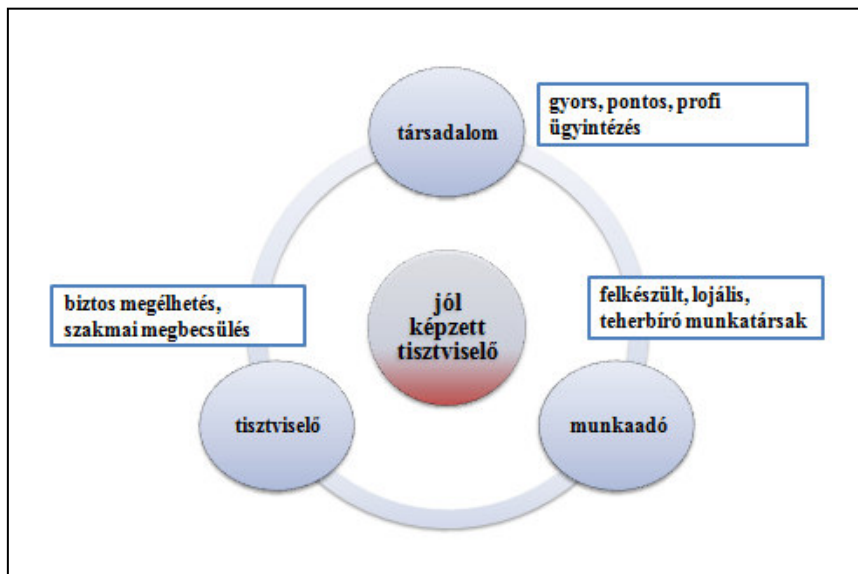 társadalom
gyors, pontos, profi
ügyintézés
biztos megélhetés,
szakmai megbecsülés
jól
képzett
tisztviselő
felkészült, lojális,
teherbíró munkatársak
tisztviselő
munkaadó